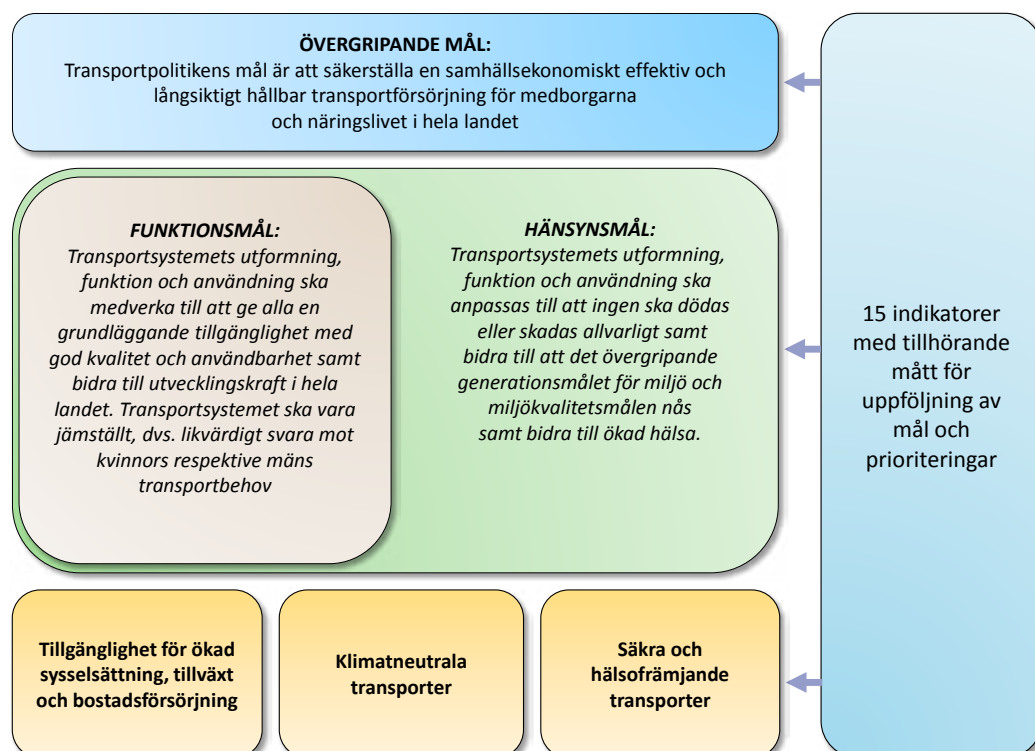 ÖVERGRIPANDE MÅL:
Transportpolitikens mål är att säkerställa en samhällsekonomiskt effektiv och
långsiktigt hållbar transportförsörjning för medborgarna
och näringslivet i hela landet
FUNKTIONSMÅL:
Transportsystemets utformning,
funktion och användning ska
medverka till att ge alla en
grundläggande tillgänglighet med
god kvalitet och användbarhet samt
bidra till utvecklingskraft i hela
landet. Transportsystemet ska vara
jämställt, dvs. likvärdigt svara mot
kvinnors respektive mäns
transportbehov
HÄNSYNSMÅL:
Transportsystemets utformning,
funktion och användning ska
anpassas till att ingen ska dödas
eller skadas allvarligt samt
bidra till att det övergripande
generationsmålet för miljö och
miljökvalitetsmålen nås
samt bidra till ökad hälsa.
15 indikatorer
med tillhörande
mått för
uppföljning av
mål och
prioriteringar
Tillgänglighet för ökad
sysselsättning, tillväxt
och bostadsförsörjning
Klimatneutrala
transporter
Säkra och
hälsofrämjande
transporter